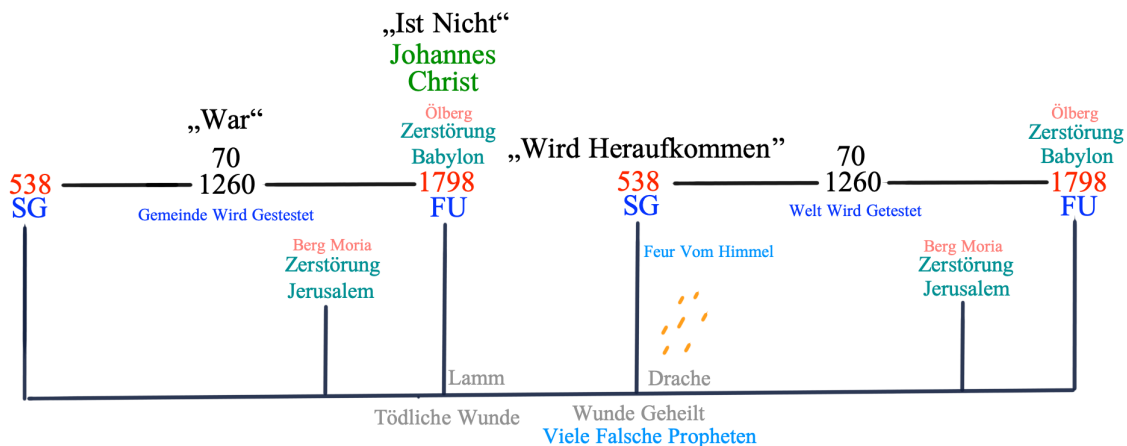 „Ist Nicht“
Johannes
Christ
Ölberg
Zerstörung
Babylon
„War“
70
1260
538
1798
SG
FU
Gemeinde Wird Gestestet
Berg Moria
Zerstörung
Jerusalem
Lamm
Tödliche Wunde
„Wird Heraufkommen”
70
1260
538
1798
SG
FU
Welt Wird Getestet
Ölberg
Zerstörung
Babylon
Feur Vom Himmel
Berg Moria
Zerstörung
Jerusalem
Drache
Wunde Geheilt
Viele Falsche Propheten